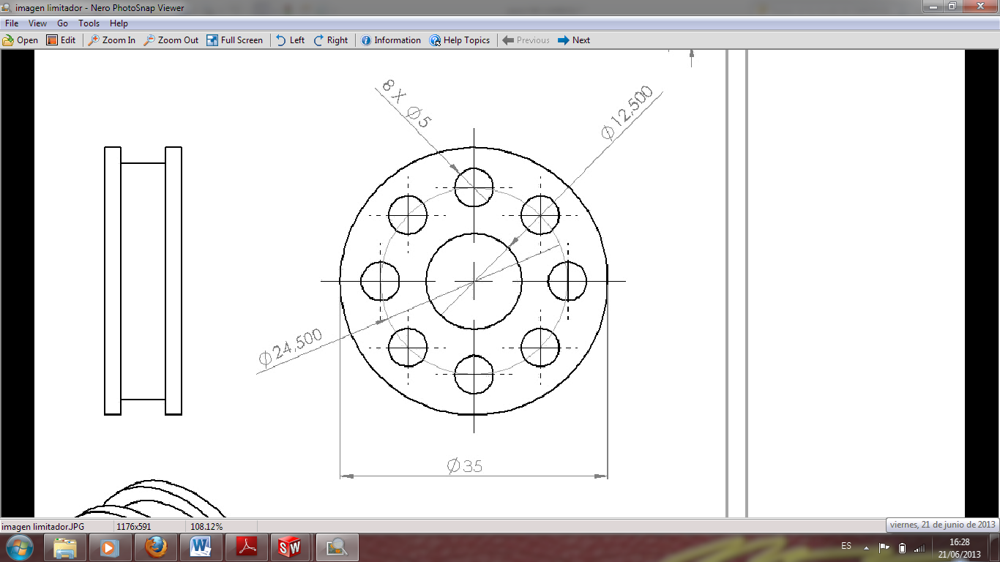 imagen limitador - Nero PhotoSnap Viewer
File View Go Tools Help
Open Edit Zoom In Zoom Out Full Screen Left Right Information Help Topics Previous Next
8 X Ø5
Ø12,500
Ø24,500
Ø35
imagen limitador.JPG 1176x591 108.12%
viernes, 21 de junio de 2013
W SW ES 16:28
21/06/2013